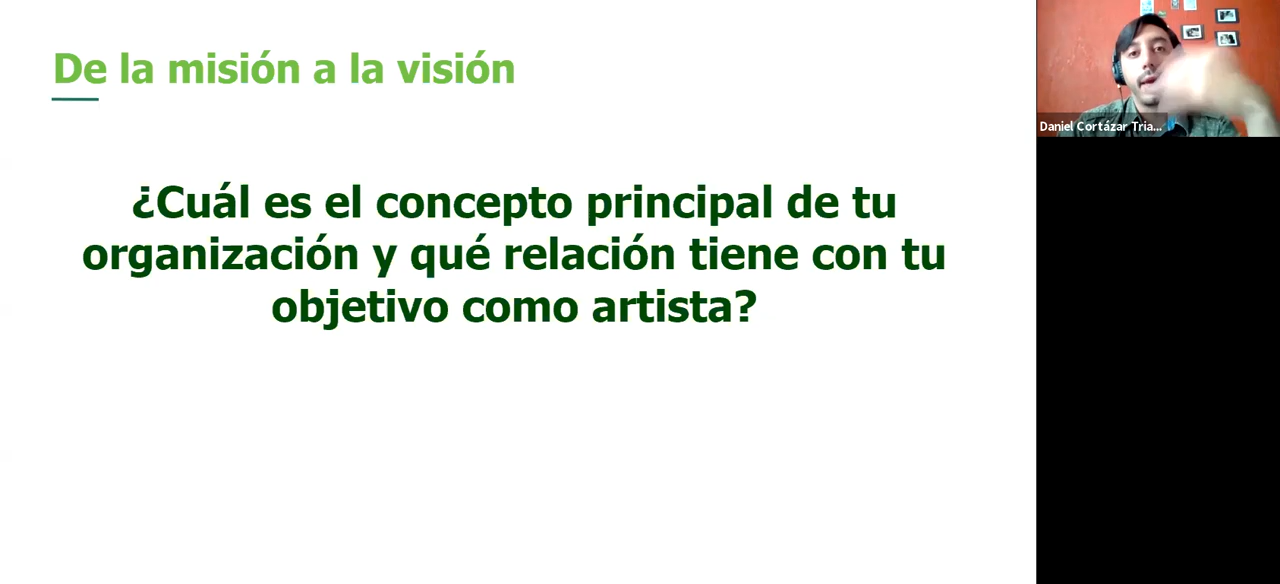 De la misión a la visión
¿Cuál es el concepto principal de tu
organización y qué relación tiene con tu
objetivo como artista?
Daniel Cortázar Tria...